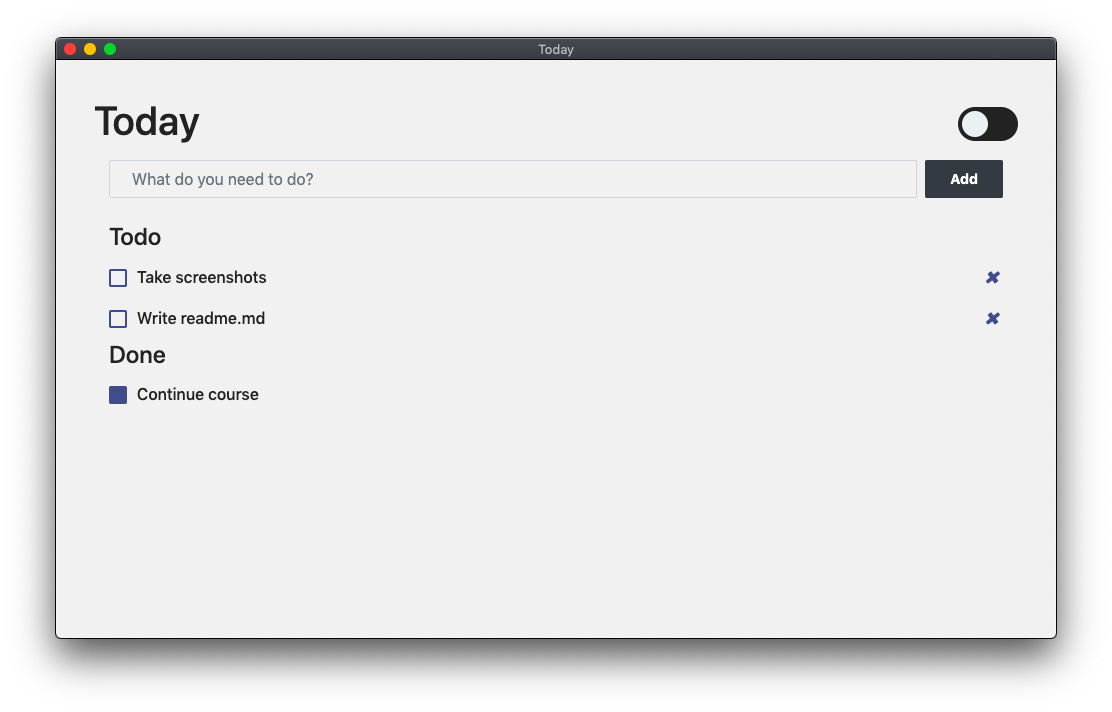 Today
Today
What do you need to do?
Add
Todo
Take screenshots
Write readme.md
Done
Continue course